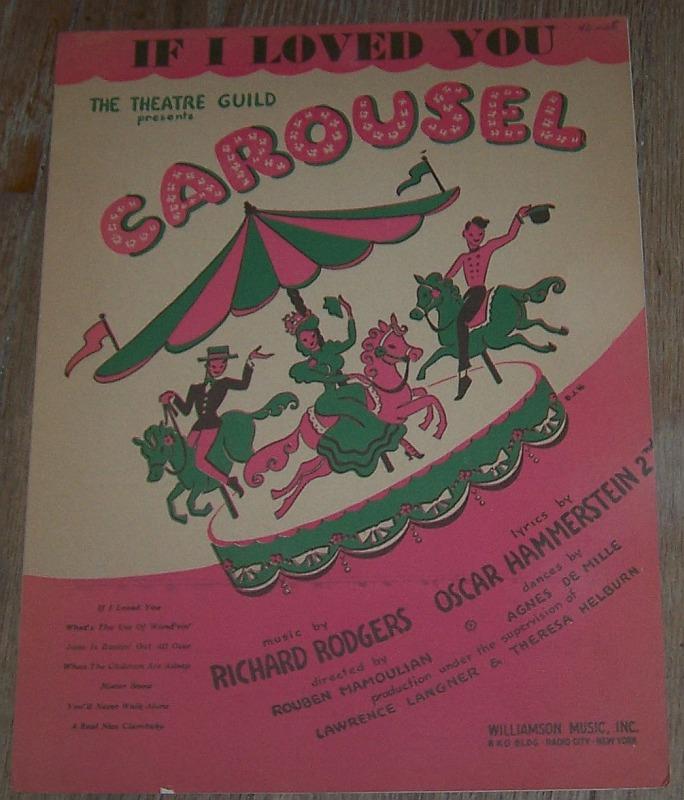 IF I LOVED YOU
THE THEATRE GUILD
presents
CAROUSEL
B.J.H.
If I Loved You
What's The Use Of Wond'rin'
June Is Bustin' Out All Over
When The Children Are Asleep
Mister Snow
You'll Never Walk Alone
A Real Nice Clambake
music by
RICHARD RODGERS
lyrics by
OSCAR HAMMERSTEIN 2nd
directed by
ROUBEN MAMOULIAN
dances by
AGNES DE MILLE
production under the supervision of
LAWRENCE LANGNER & THERESA HELBURN
WILLIAMSON MUSIC, INC.
RKO BLDG · RADIO CITY · NEW YORK